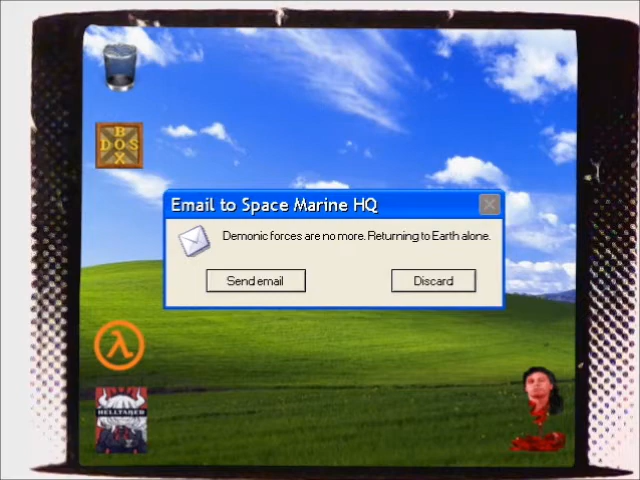 BOX
DOS
Email to Space Marine HQ
Demonic forces are no more. Returning to Earth alone.
Send email
Discard
λ
HELLTAKER